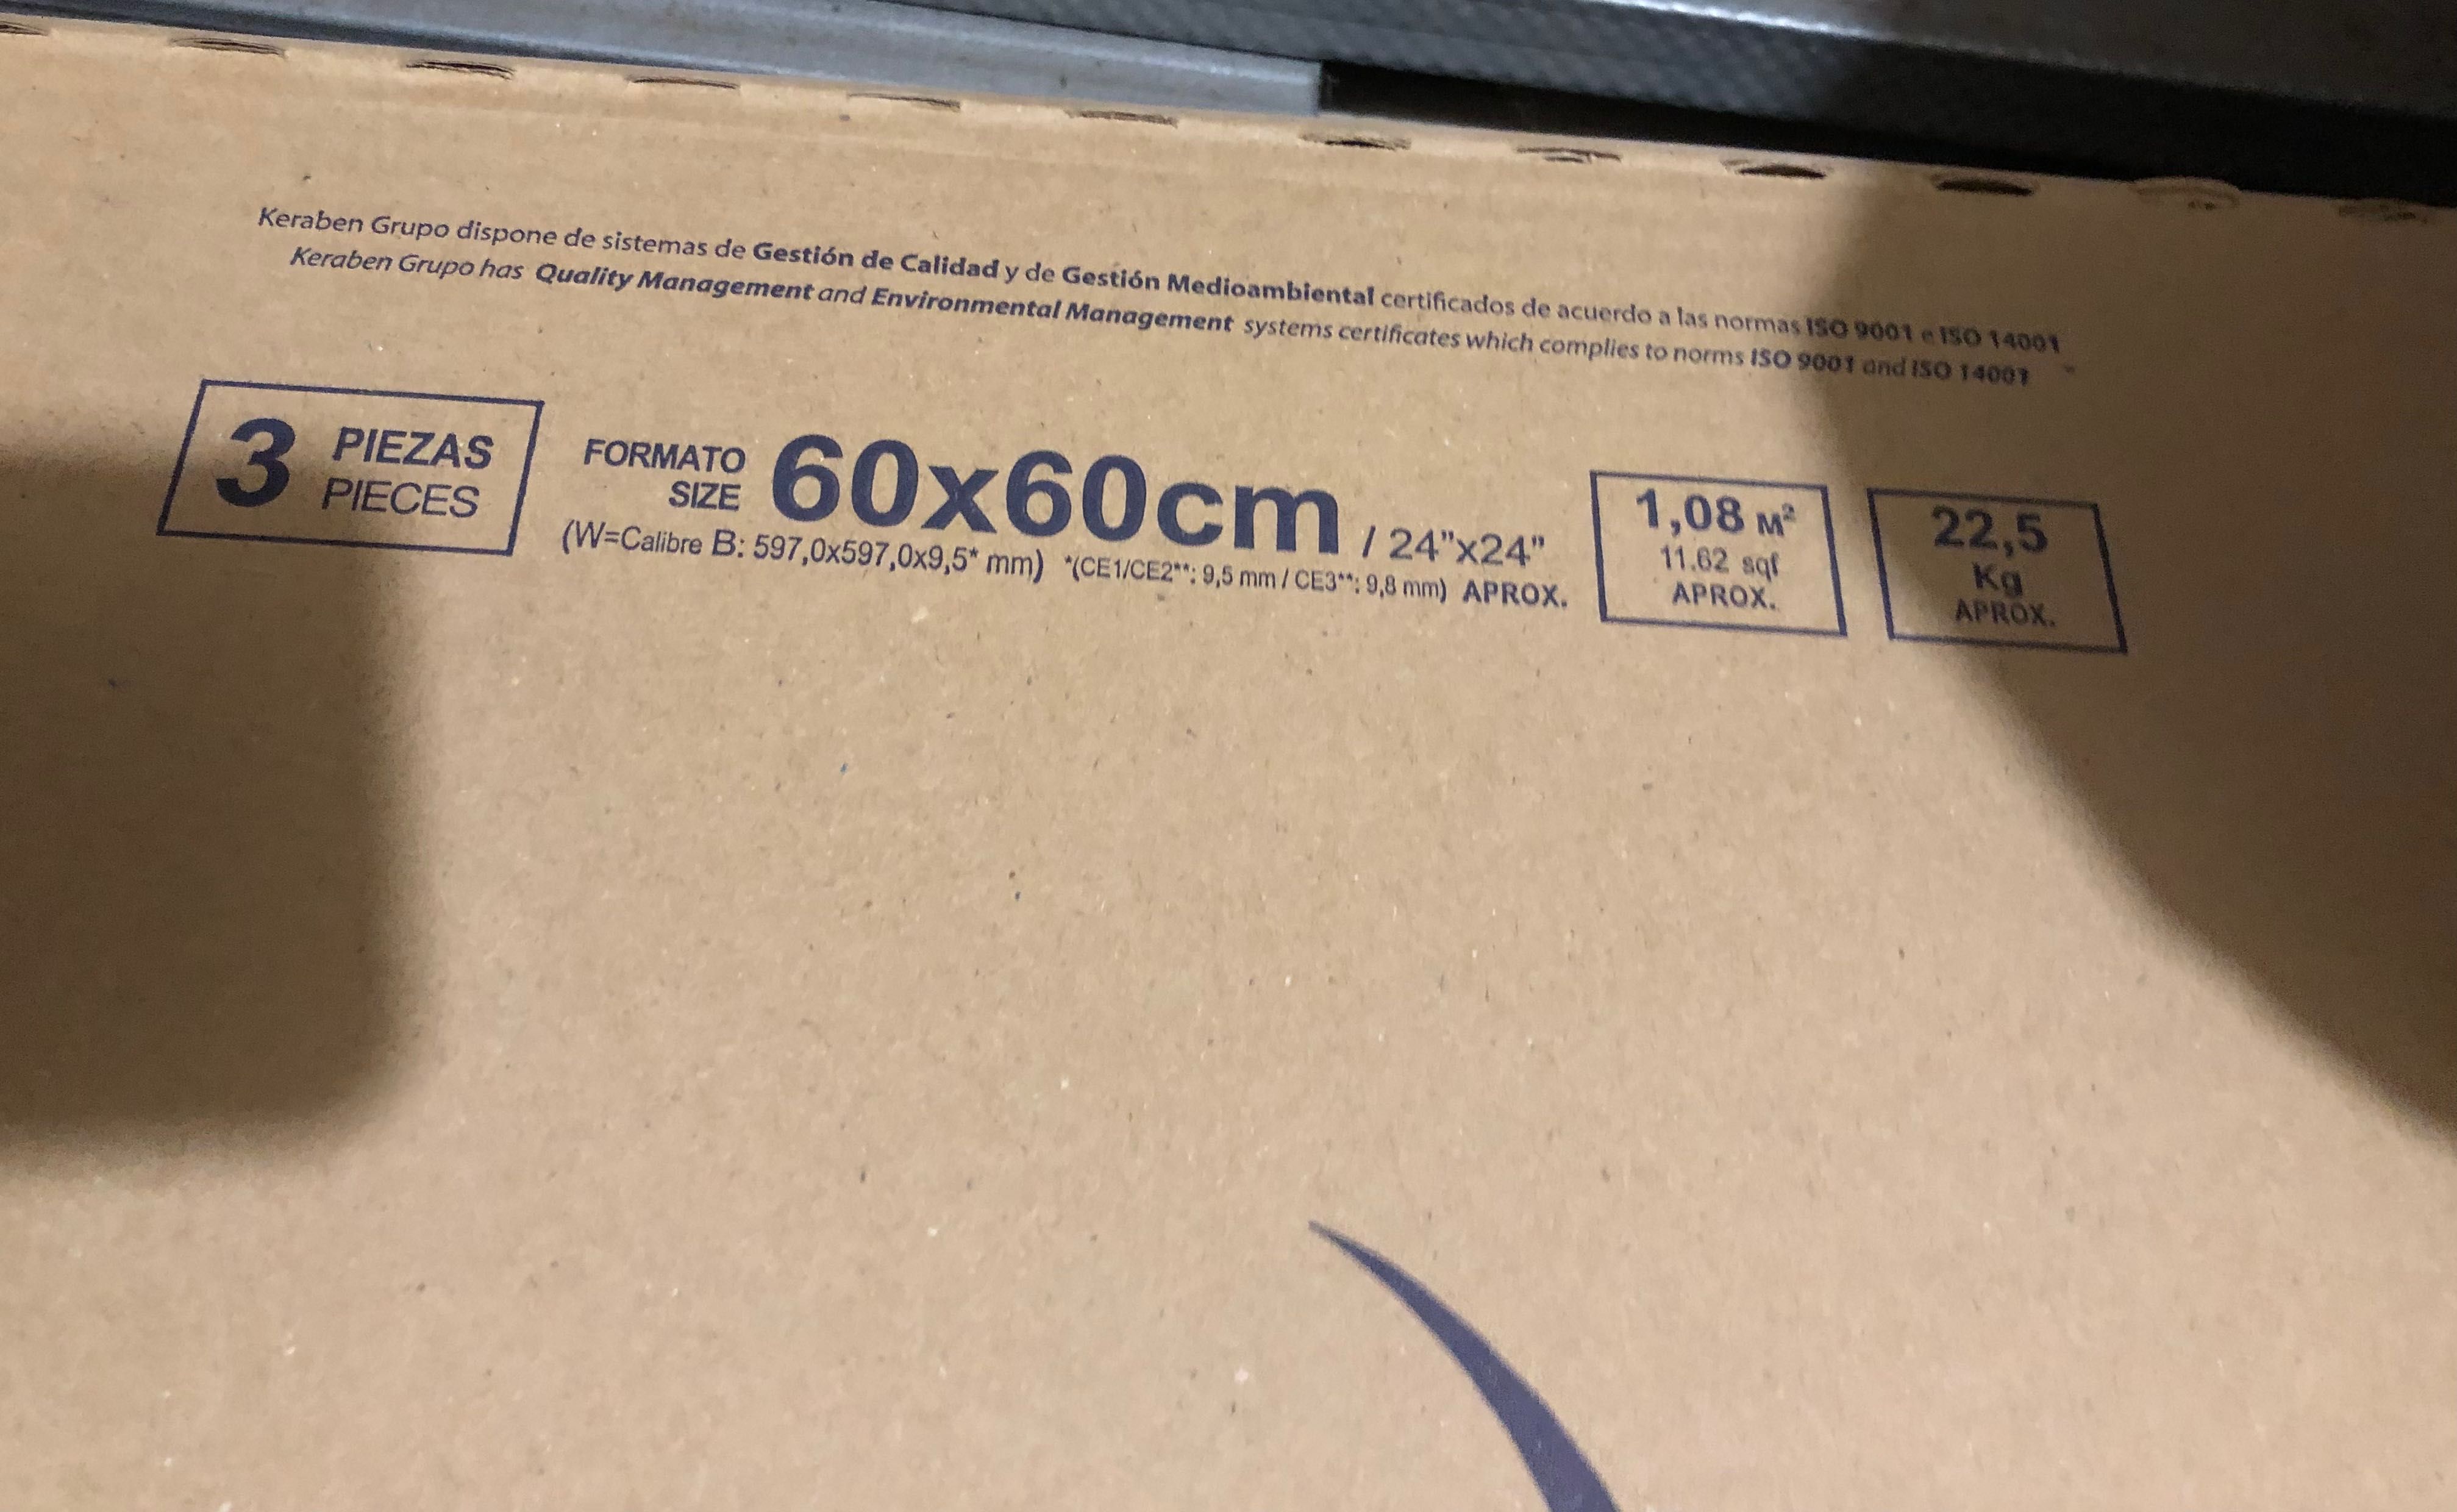 Keraben Grupo dispone de sistemas de Gestión de Calidad y de Gestión Medioambiental certificados de acuerdo a las normas ISO 9001 e ISO 14001
Keraben Grupo has Quality Management and Environmental Management systems certificates which complies to norms ISO 9001 and ISO 14001
3 PIEZAS
PIECES
FORMATO
SIZE
60x60cm / 24"x24"
(W=Calibre B: 597,0x597,0x9,5* mm) *(CE1/CE2**: 9,5 mm / CE3**: 9,8 mm) APROX.
1,08 M²
11.62 sqf
APROX.
22,5
Kg
APROX.